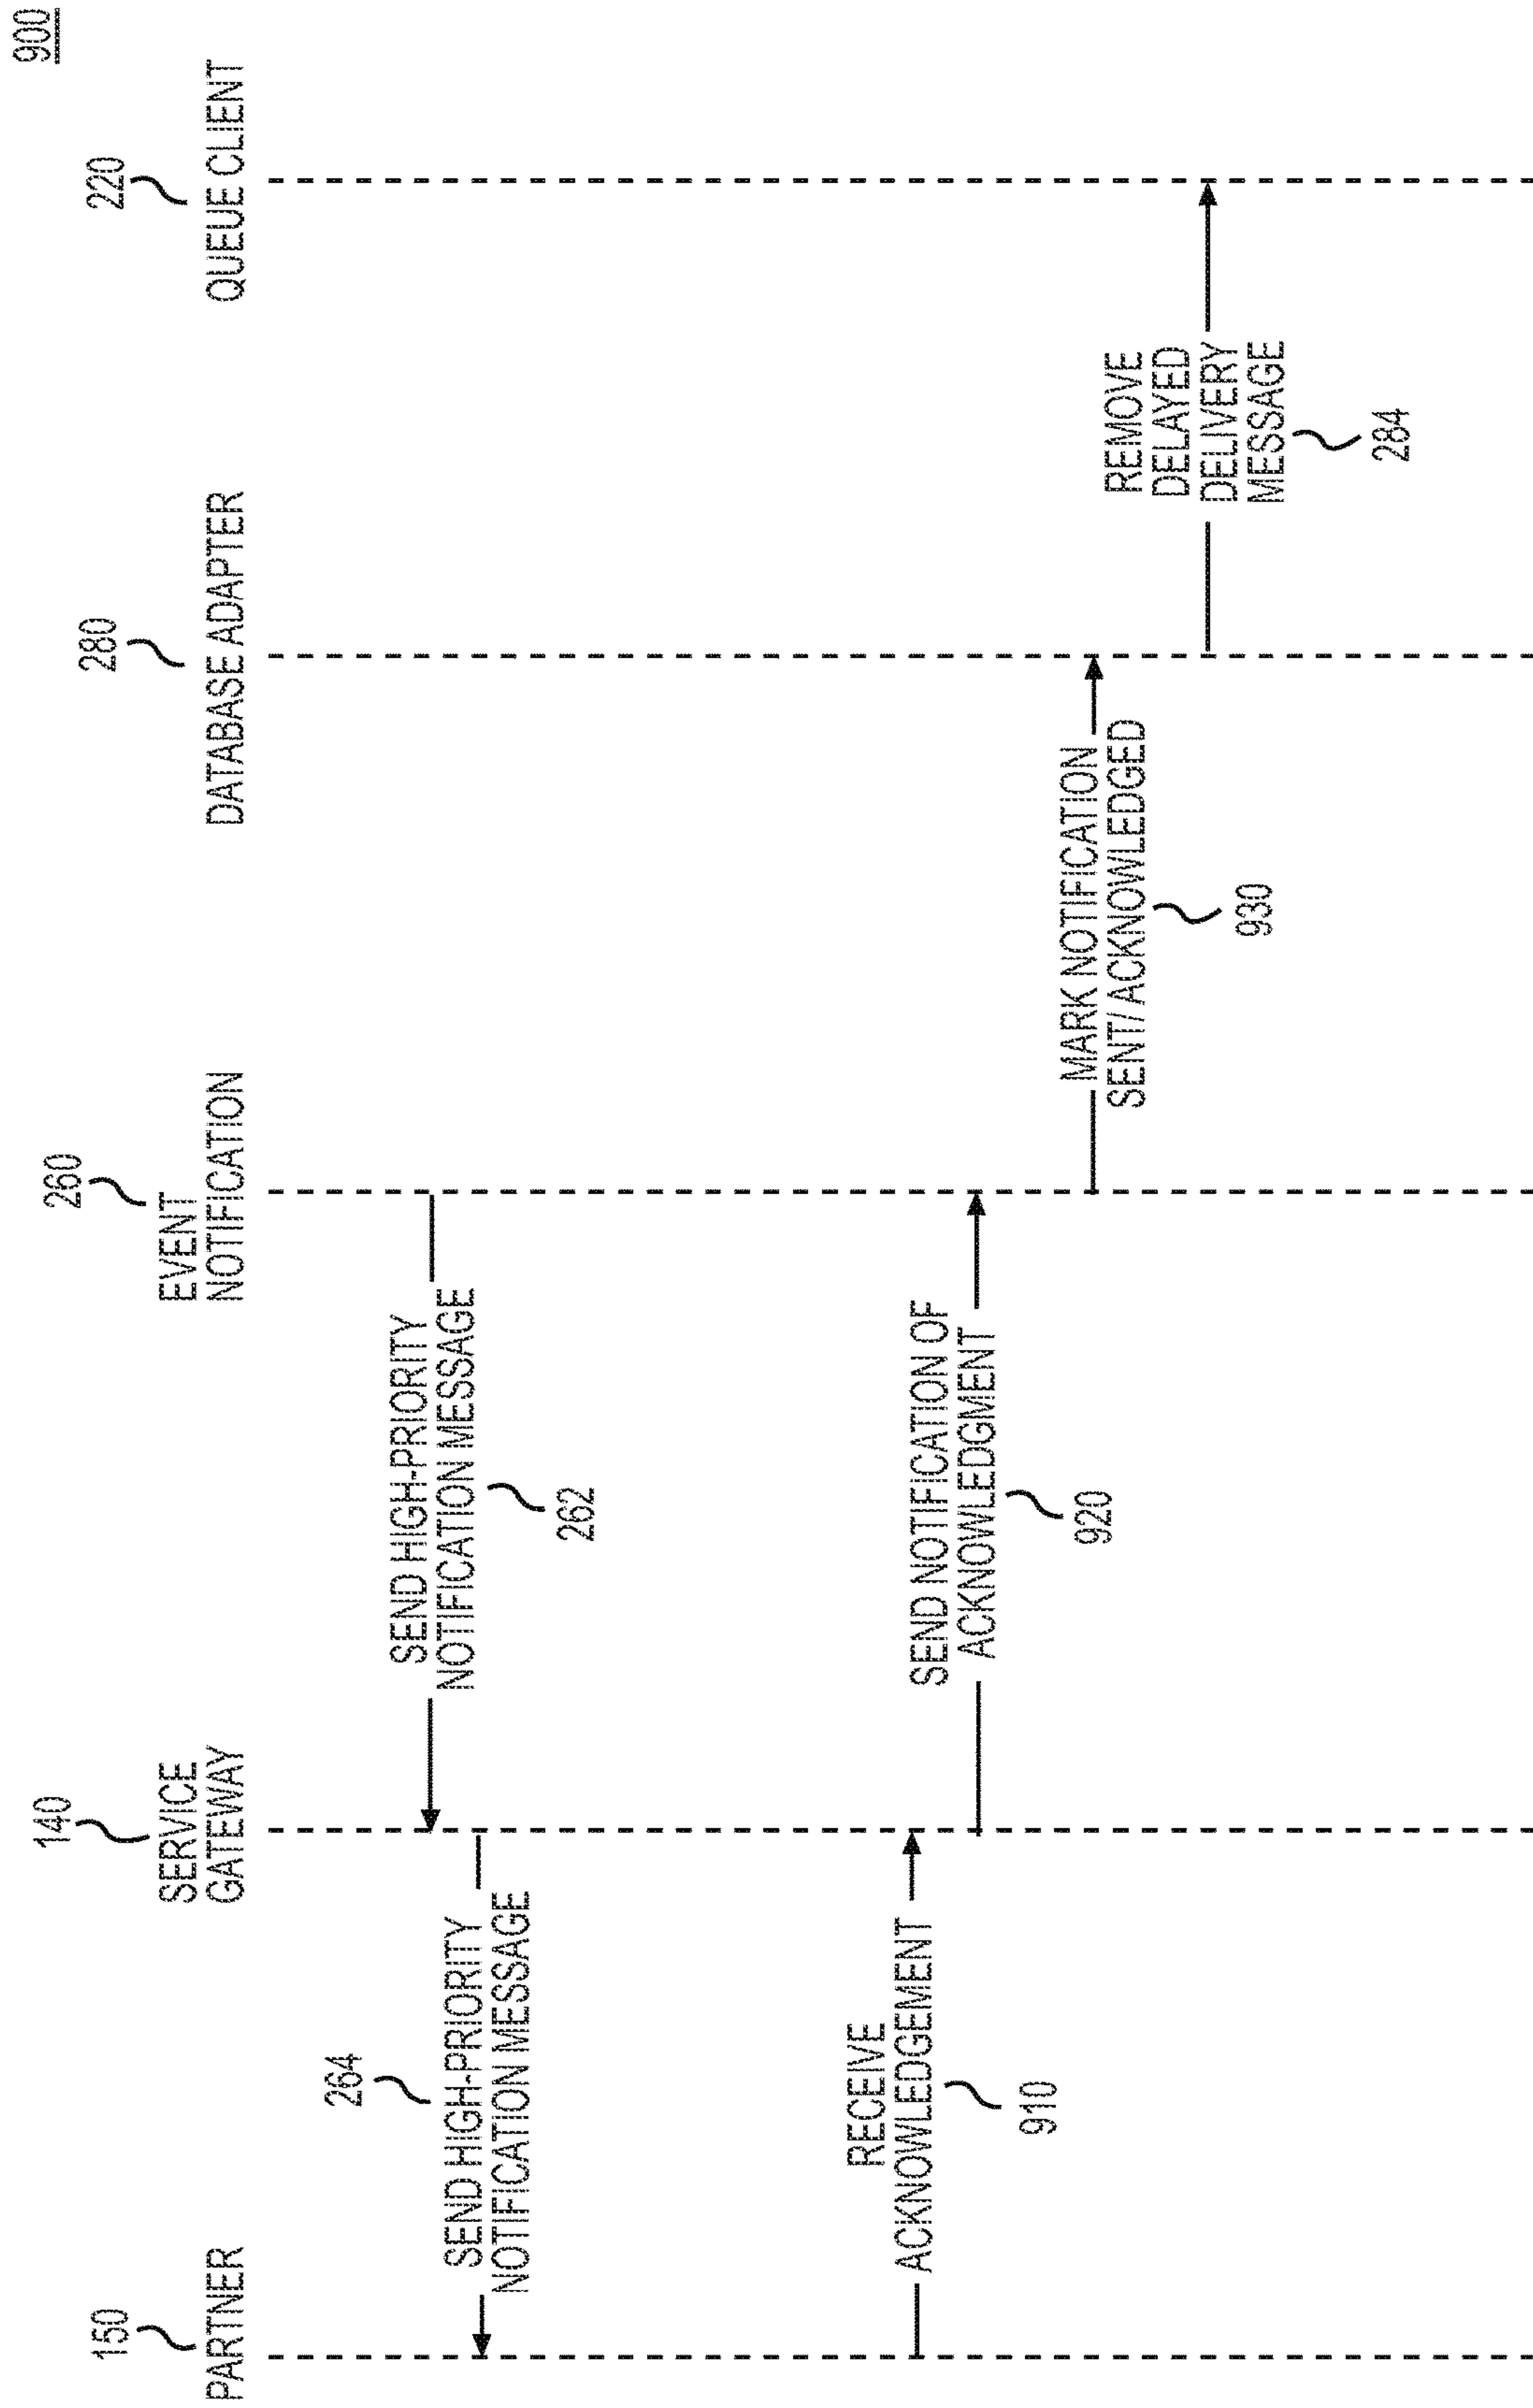 900
150
PARTNER
140
SERVICE
GATEWAY
260
EVENT
NOTIFICATION
280
DATABASE ADAPTER
220
QUEUE CLIENT
SEND HIGH-PRIORITY
NOTIFICATION MESSAGE
262
264
SEND HIGH-PRIORITY
NOTIFICATION MESSAGE
RECEIVE
ACKNOWLEDGEMENT
910
SEND NOTIFICATION OF
ACKNOWLEDGMENT
920
MARK NOTIFICATION
SENT/ ACKNOWLEDGED
930
REMOVE
DELAYED
DELIVERY
MESSAGE
284